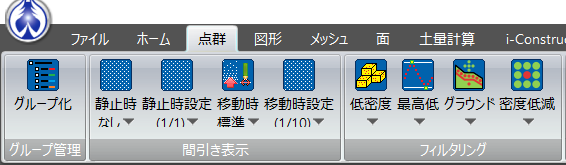 ファイル ホーム 点群 図形 メッシュ 面 土量計算 i-Constru
グループ化 静止時 静止時設定 移動時 移動時設定 低密度 最高低 グラウンド 密度低減
なし (1/1) 標準 (1/10)
グループ管理 間引き表示 フィルタリング